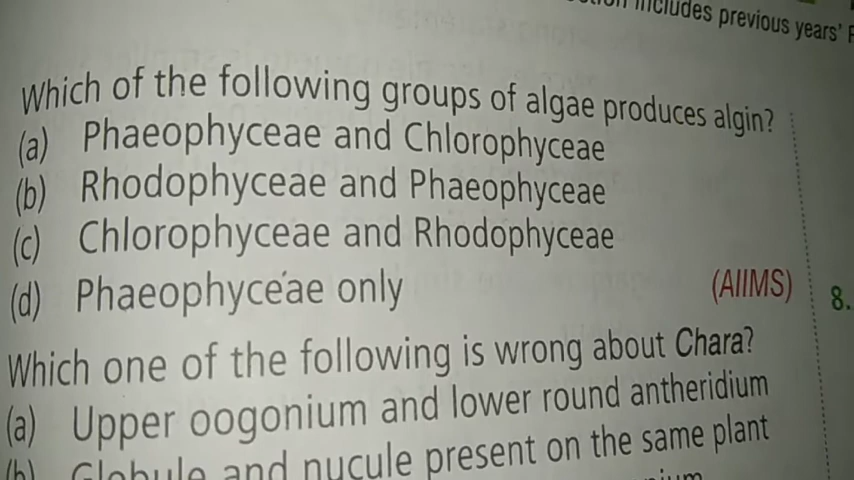 includes previous years'
Which of the following groups of algae produces algin?
(a) Phaeophyceae and Chlorophyceae
(b) Rhodophyceae and Phaeophyceae
(c) Chlorophyceae and Rhodophyceae
(d) Phaeophyceae only (AIIMS) 8.
Which one of the following is wrong about Chara?
(a) Upper oogonium and lower round antheridium
(b) Globule and nucule present on the same plant